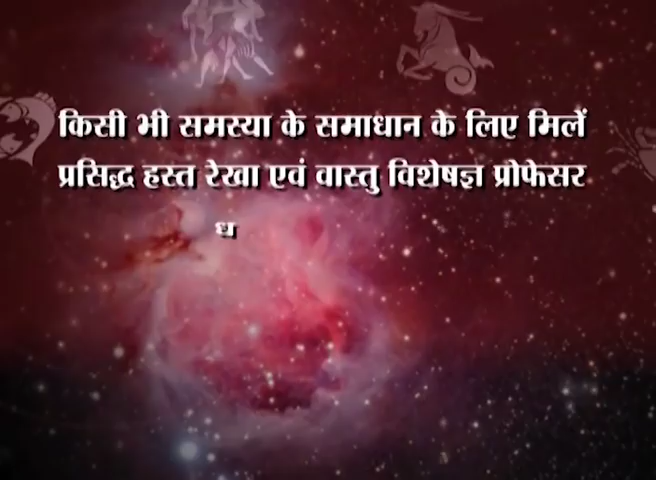 किसी भी समस्या के समाधान के लिए मिलें
प्रसिद्ध हस्त रेखा एवं वास्तु विशेषज्ञ प्रोफेसर
ध